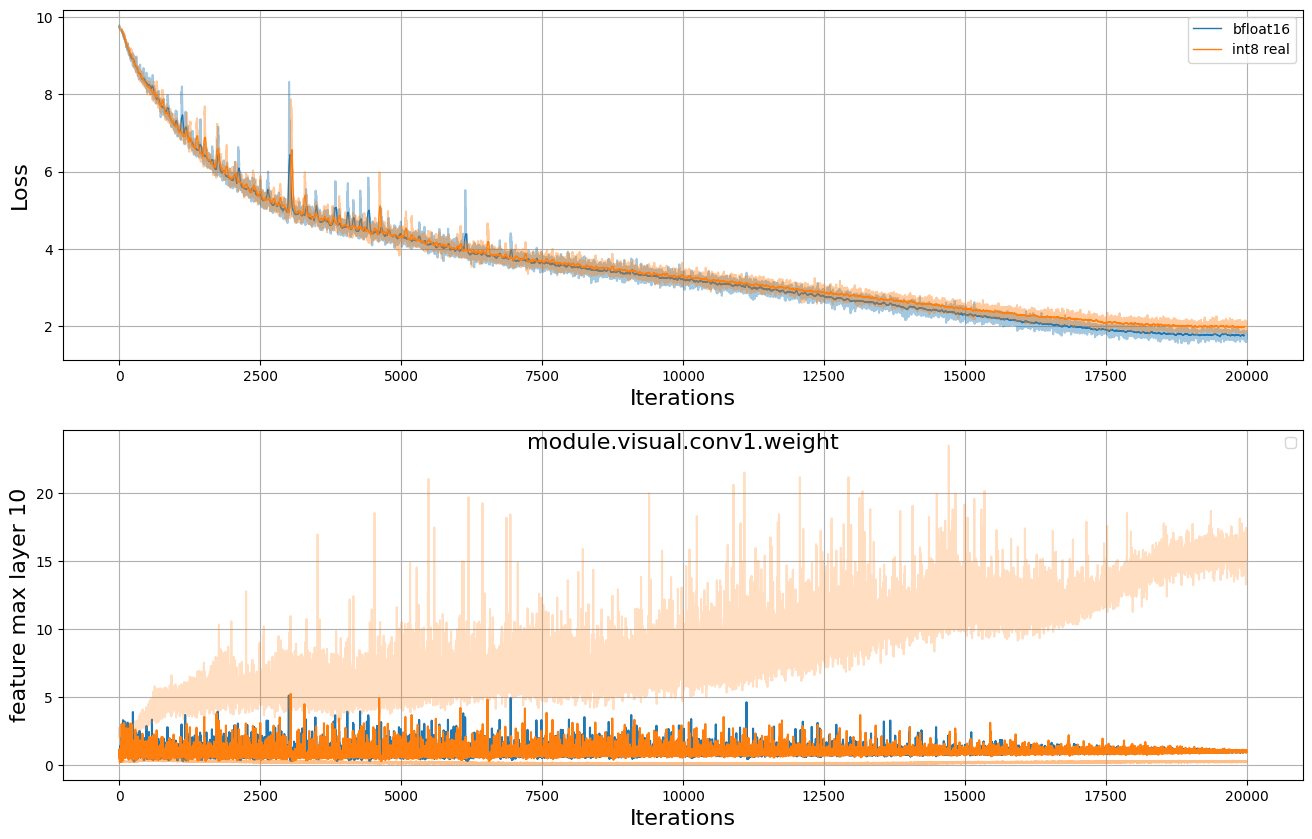 10
8
6
4
2
Loss
bfloat16
int8 real
0 2500 5000 7500 10000 12500 15000 17500 20000
Iterations
module.visual.conv1.weight
20
15
10
5
0
feature max layer 10
0 2500 5000 7500 10000 12500 15000 17500 20000
Iterations